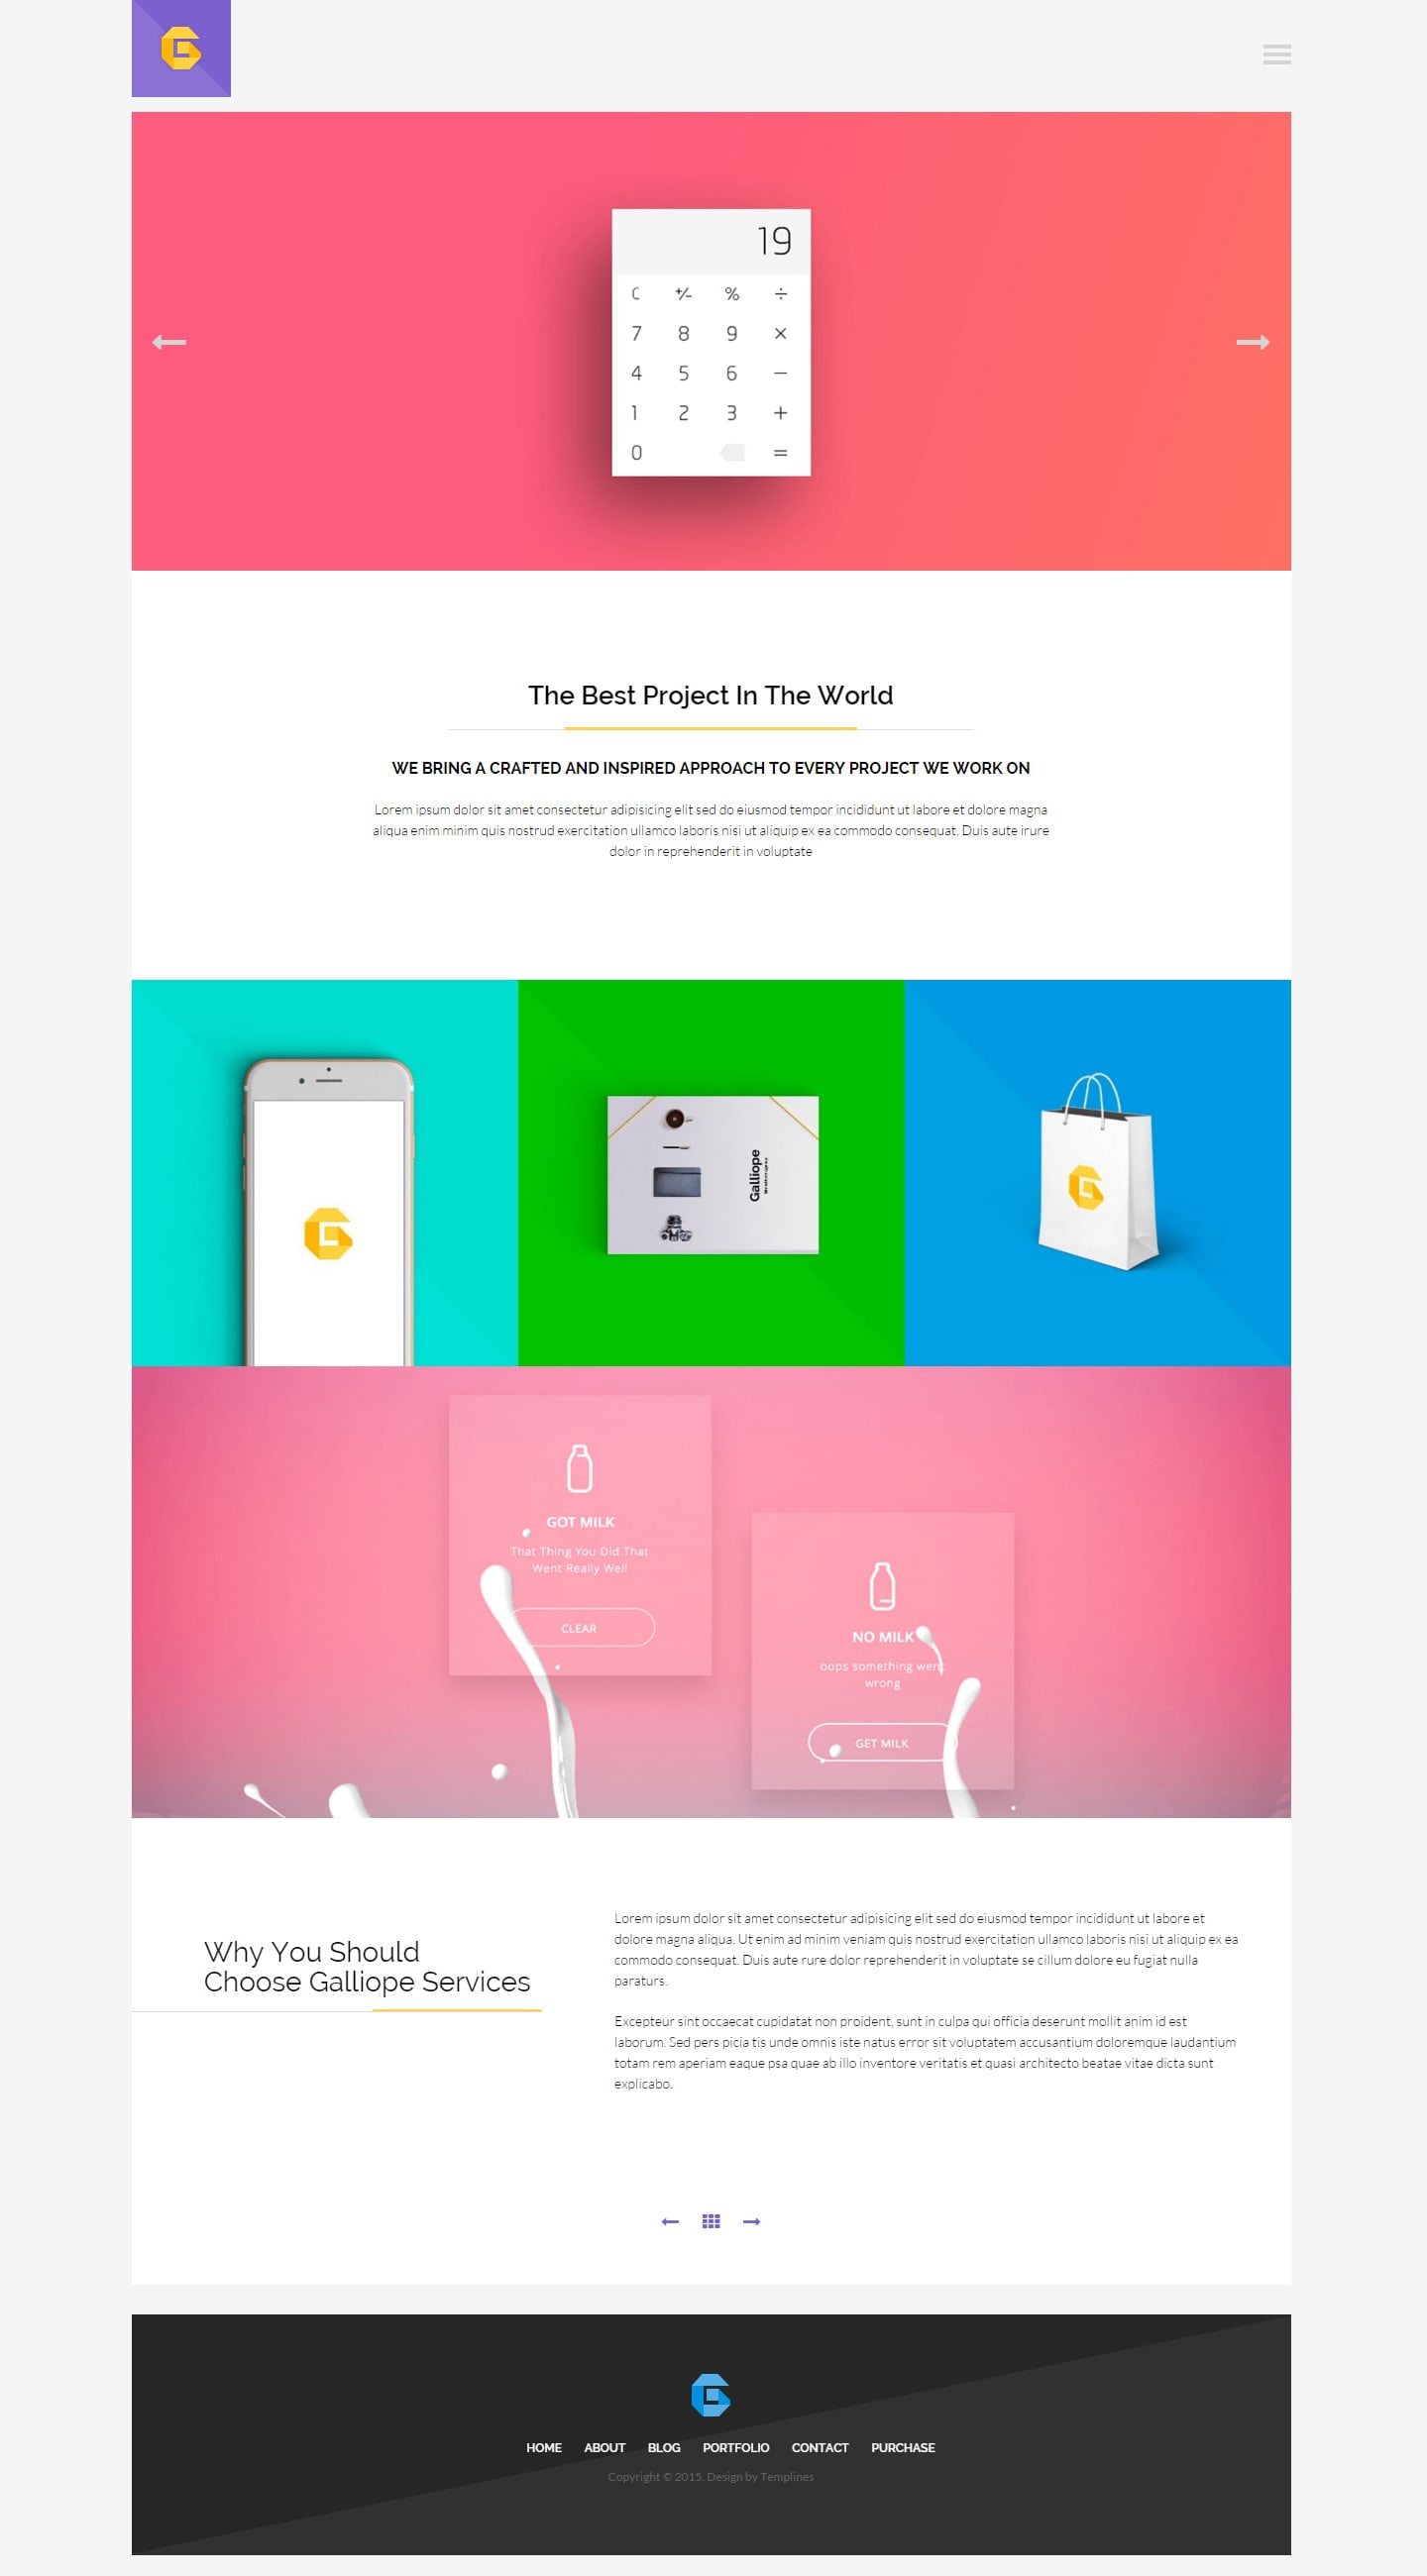 19
C +/- % ÷
7 8 9 ×
4 5 6 −
1 2 3 +
0 =
The Best Project In The World
WE BRING A CRAFTED AND INSPIRED APPROACH TO EVERY PROJECT WE WORK ON
Lorem ipsum dolor sit amet consectetur adipisicing elit sed do eiusmod tempor incididunt ut labore et dolore magna
aliqua enim minim quis nostrud exercitation ullamco laboris nisi ut aliquip ex ea commodo consequat. Duis aute irure
dolor in reprehenderit in voluptate
Galliope
GOT MILK
That Thing You Did That
Went Really Well
CLEAR
NO MILK
oops something went
wrong
GET MILK
Why You Should
Choose Galliope Services
Lorem ipsum dolor sit amet consectetur adipisicing elit sed do eiusmod tempor incididunt ut labore et
dolore magna aliqua. Ut enim ad minim veniam quis nostrud exercitation ullamco laboris nisi ut aliquip ex ea
commodo consequat. Duis aute rure dolor reprehenderit in voluptate se cillum dolore eu fugiat nulla
paraturs.
Excepteur sint occaecat cupidatat non proident, sunt in culpa qui officia deserunt mollit anim id est
laborum. Sed pers picia tis unde omnis iste natus error sit voluptatem accusantium doloremque laudantium
totam rem aperiam eaque psa quae ab illo inventore veritatis et quasi architecto beatae vitae dicta sunt
explicabo.
HOME ABOUT BLOG PORTFOLIO CONTACT PURCHASE
Copyright © 2015. Design by Templines